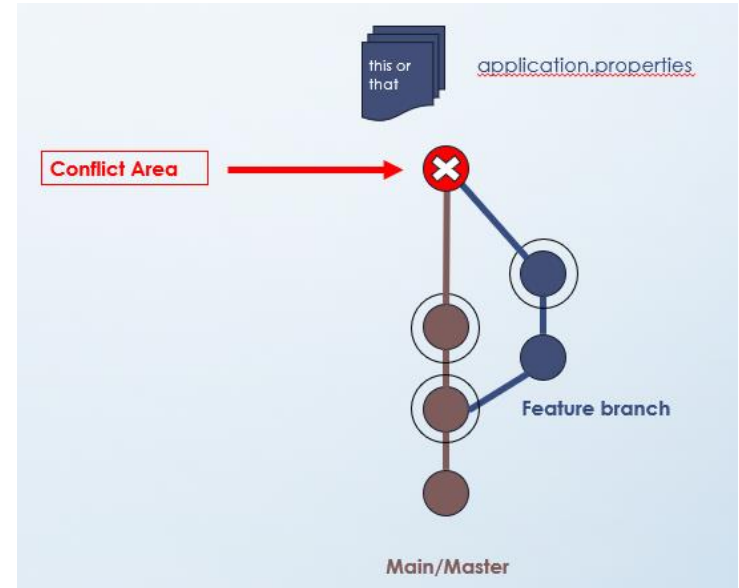 this or
that
application.properties
Conflict Area
Feature branch
Main/Master